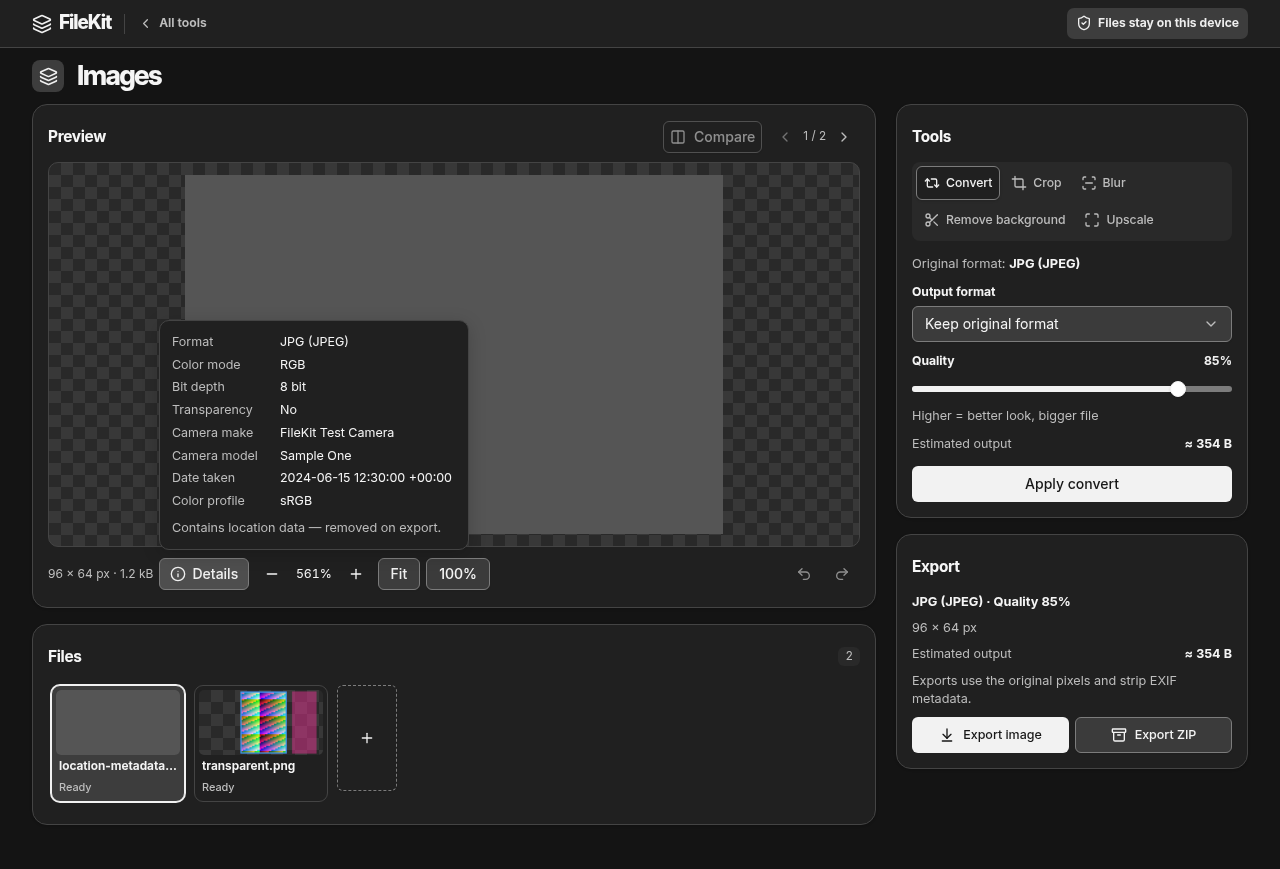 FileKit
All tools
Files stay on this device
Images
Preview
Compare
1 / 2
Format JPG (JPEG)
Color mode RGB
Bit depth 8 bit
Transparency No
Camera make FileKit Test Camera
Camera model Sample One
Date taken 2024-06-15 12:30:00 +00:00
Color profile sRGB
Contains location data — removed on export.
96 × 64 px · 1.2 kB
Details
561%
Fit
100%
Files
2
location-metadata...
Ready
transparent.png
Ready
Tools
Convert
Crop
Blur
Remove background
Upscale
Original format: JPG (JPEG)
Output format
Keep original format
Quality 85%
Higher = better look, bigger file
Estimated output ≈ 354 B
Apply convert
Export
JPG (JPEG) · Quality 85%
96 × 64 px
Estimated output ≈ 354 B
Exports use the original pixels and strip EXIF
metadata.
Export image
Export ZIP